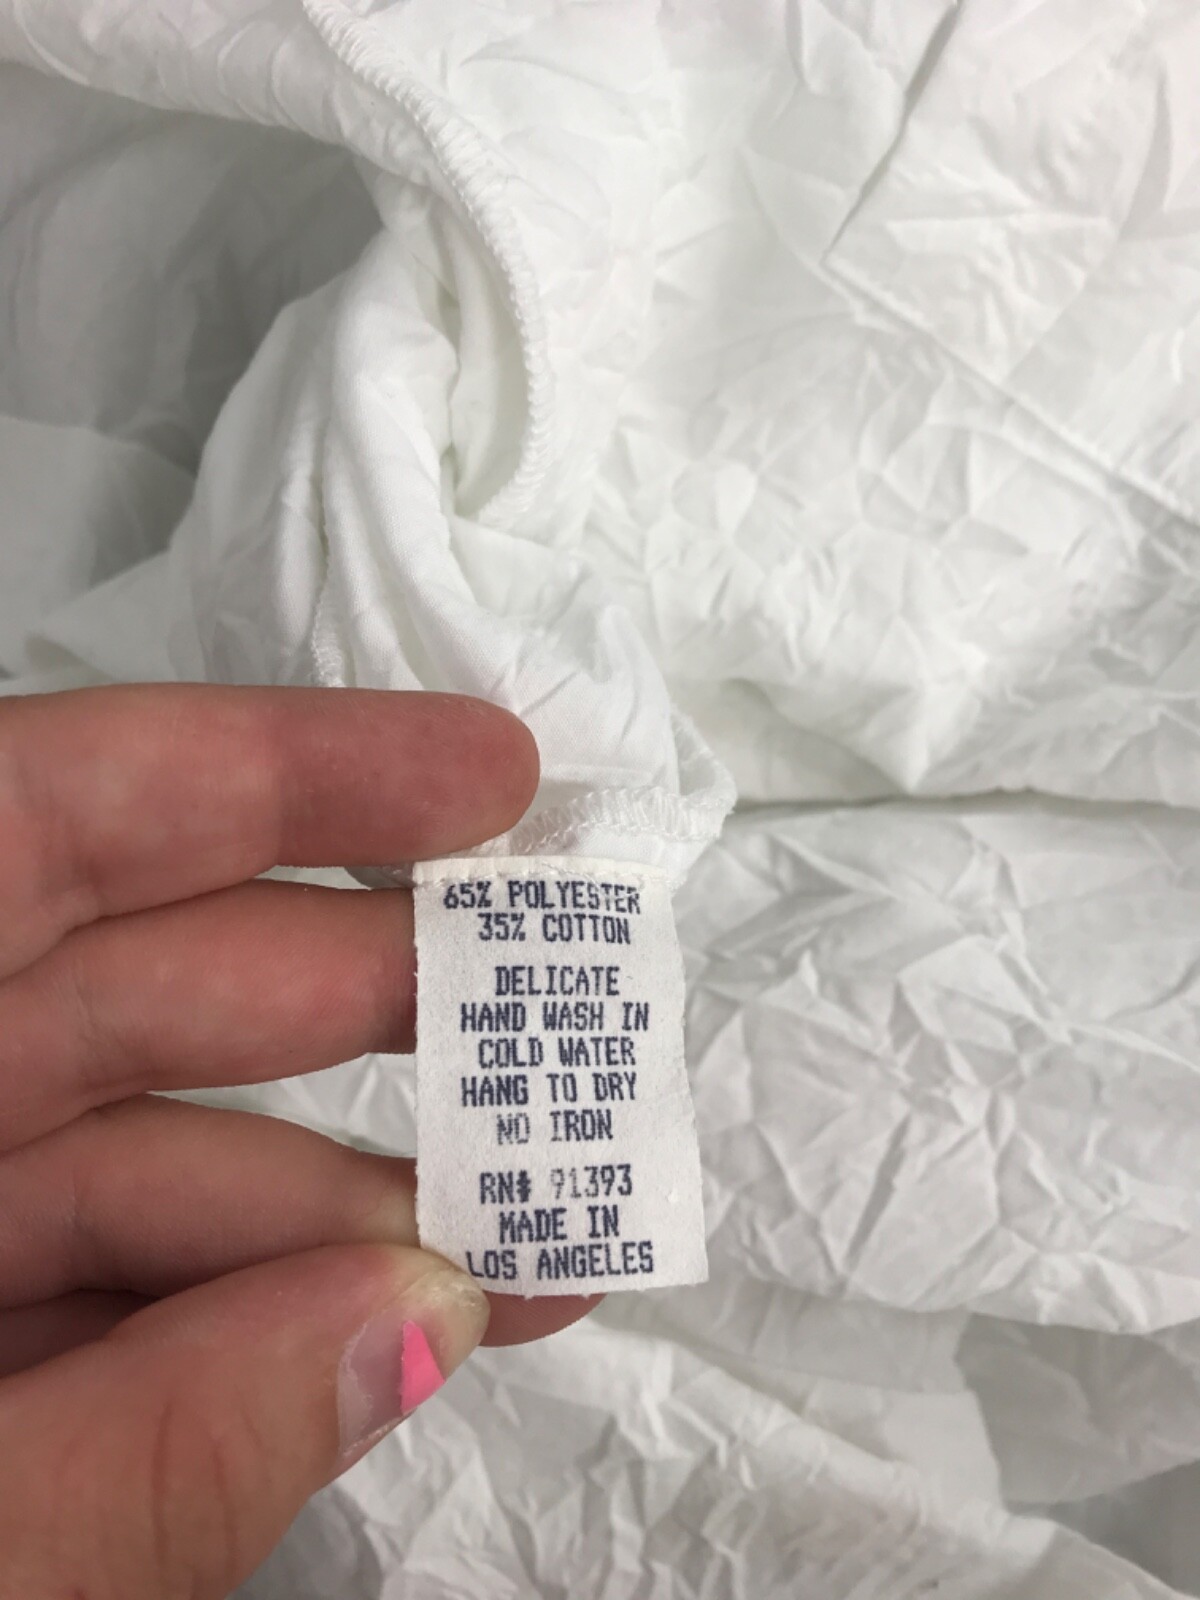 65% POLYESTER
35% COTTON
DELICATE
HAND WASH IN
COLD WATER
HANG TO DRY
NO IRON
RN# 91393
MADE IN
LOS ANGELES